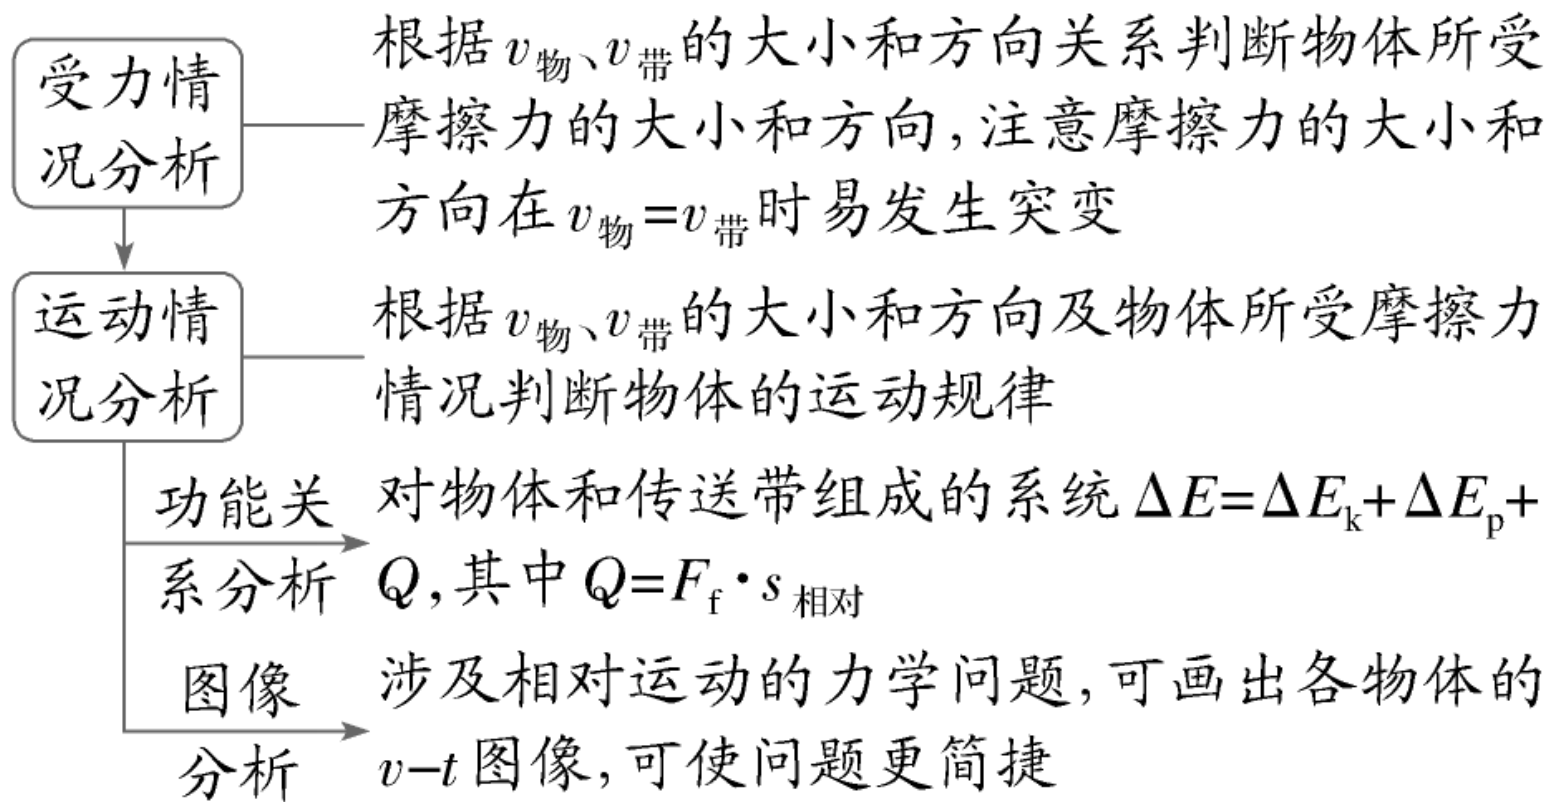 受力情
况分析
根据v物、v带的大小和方向关系判断物体所受
摩擦力的大小和方向,注意摩擦力的大小和
方向在v物=v带时易发生突变
运动情
况分析
根据v物、v带的大小和方向及物体所受摩擦力
情况判断物体的运动规律
功能关
系分析
对物体和传送带组成的系统ΔE=ΔEk+ΔEp+
Q,其中Q=Ff·s相对
图像
分析
涉及相对运动的力学问题,可画出各物体的
v-t图像,可使问题更简捷